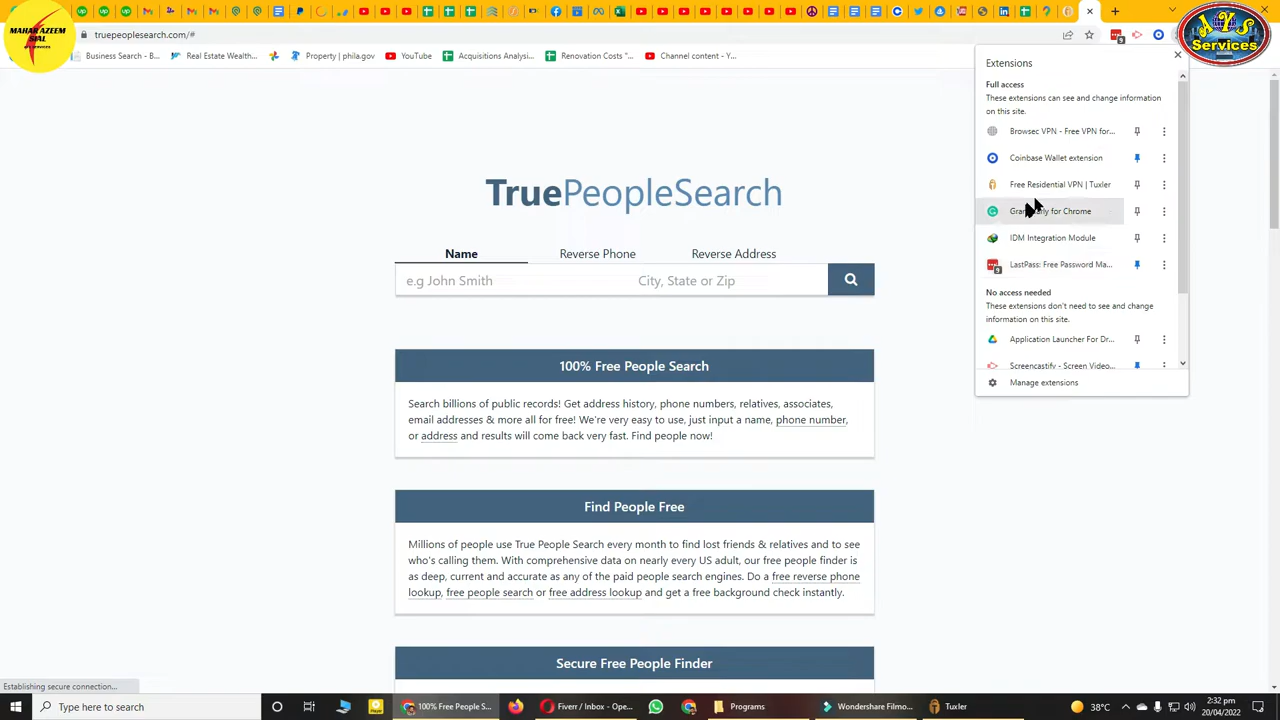 MAHAR AZEEM
SIAL
truepeoplesearch.com/#
AYS
Services
Business Search - B...
Real Estate Wealth...
Property | phila.gov
YouTube
Acquisitions Analysi...
Renovation Costs "...
Channel content - Y...
Extensions
Full access
These extensions can see and change information
on this site.
Browsec VPN - Free VPN for...
Coinbase Wallet extension
Free Residential VPN | Tuxler
for Chrome
IDM Integration Module
LastPass: Free Password Ma...
No access needed
These extensions don't need to see and change
information on this site.
Application Launcher For Dr...
Screencastify - Screen Video...
Manage extensions
TruePeopleSearch
Name
Reverse Phone
Reverse Address
e.g John Smith
City, State or Zip
100% Free People Search
Search billions of public records! Get address history, phone numbers, relatives, associates,
email addresses & more all for free! We're very easy to use, just input a name, phone number,
or address and results will come back very fast. Find people now!
Find People Free
Millions of people use True People Search every month to find lost friends & relatives and to see
who's calling them. With comprehensive data on nearly every US adult, our free people finder is
as deep, current and accurate as any of the paid people search engines. Do a free reverse phone
lookup, free people search or free address lookup and get a free background check instantly.
Secure Free People Finder
Establishing secure connection...
Type here to search
100% Free People S...
Fiverr / Inbox - Ope...
Programs
Wondershare Filmo...
Tuxler
38°C
2:32 pm
20/04/2022